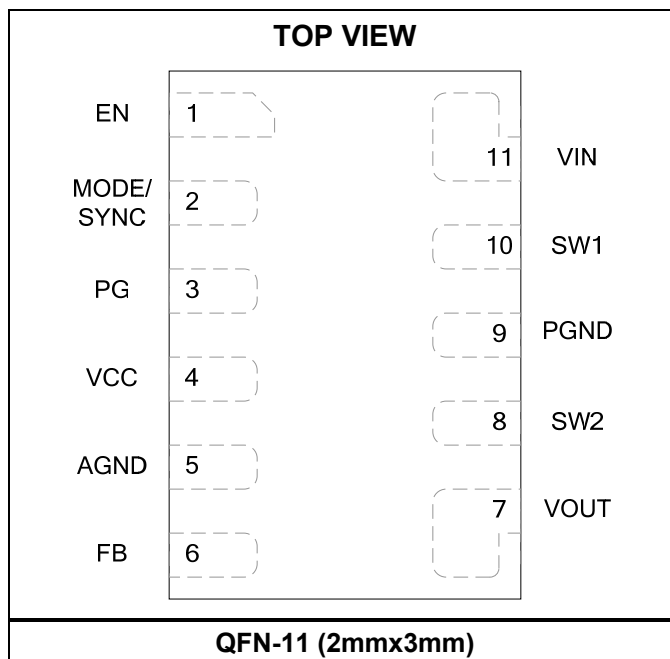 TOP VIEW
EN 1
11 VIN
MODE/
SYNC 2
10 SW1
PG 3
9 PGND
VCC 4
8 SW2
AGND 5
7 VOUT
FB 6
QFN-11 (2mmx3mm)